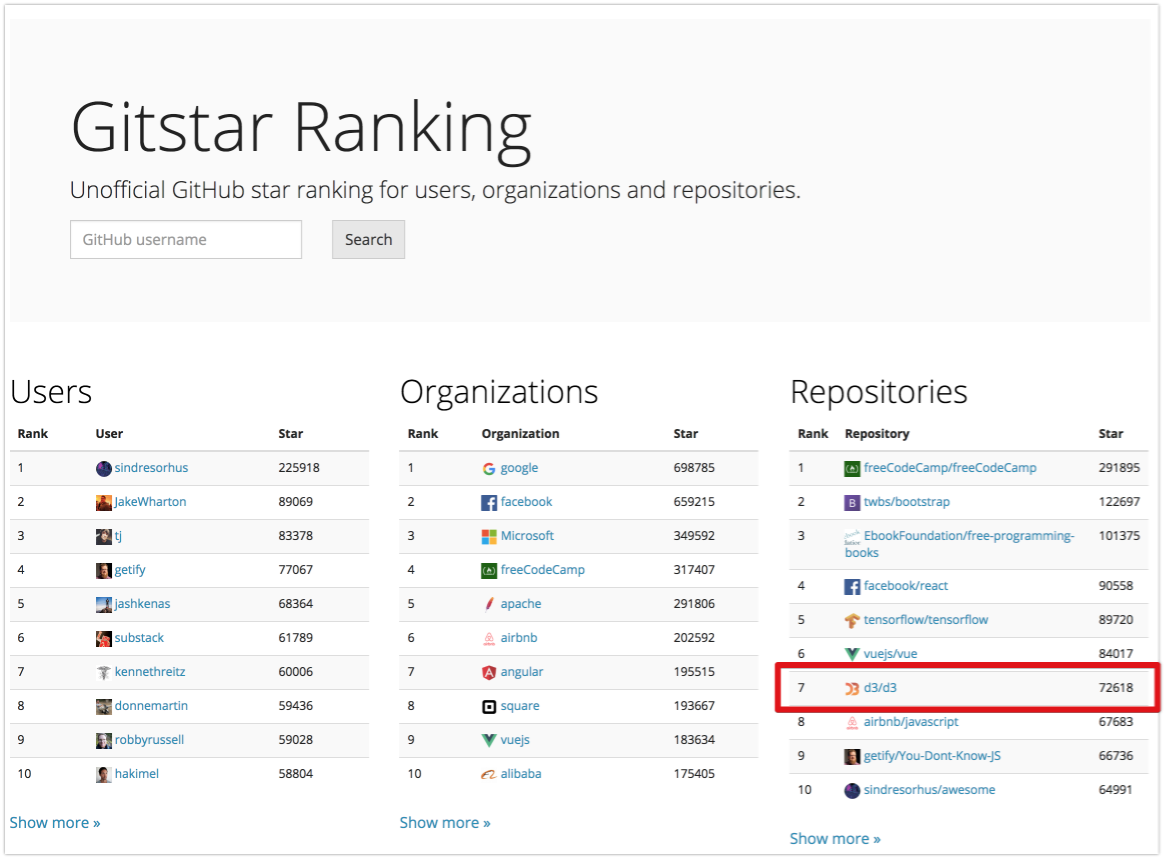 Gitstar Ranking
Unofficial GitHub star ranking for users, organizations and repositories.
GitHub username Search
Users
Rank User Star
1 sindresorhus 225918
2 JakeWharton 89069
3 tj 83378
4 getify 77067
5 jashkenas 68364
6 substack 61789
7 kennethreitz 60006
8 donnemartin 59436
9 robbyrussell 59028
10 hakimel 58804
Show more »
Organizations
Rank Organization Star
1 google 698785
2 facebook 659215
3 Microsoft 349592
4 freeCodeCamp 317407
5 apache 291806
6 airbnb 202592
7 angular 195515
8 square 193667
9 vuejs 183634
10 alibaba 175405
Show more »
Repositories
Rank Repository Star
1 freeCodeCamp/freeCodeCamp 291895
2 twbs/bootstrap 122697
3 EbookFoundation/free-programming- 101375
books
4 facebook/react 90558
5 tensorflow/tensorflow 89720
6 vuejs/vue 84017
7 d3/d3 72618
8 airbnb/javascript 67683
9 getify/You-Dont-Know-JS 66736
10 sindresorhus/awesome 64991
Show more »